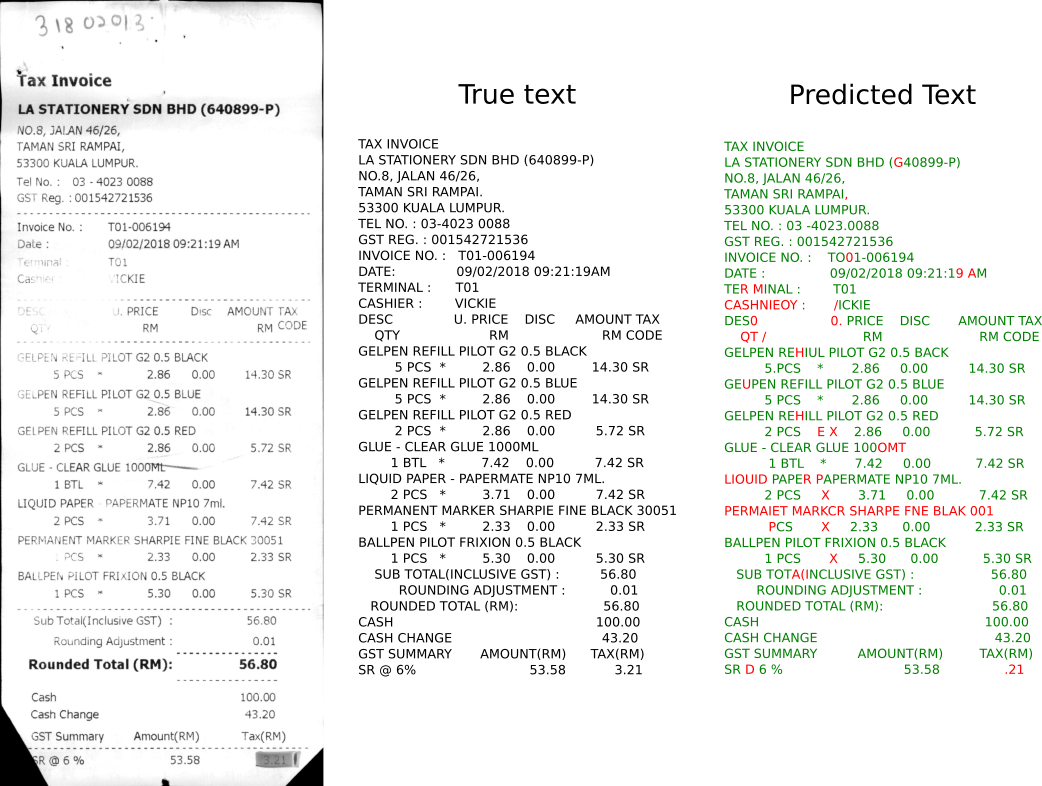 31802013
Tax Invoice
LA STATIONERY SDN BHD (640899-P)
NO.8, JALAN 46/26,
TAMAN SRI RAMPAI,
53300 KUALA LUMPUR.
Tel No. : 03 - 4023 0088
GST Reg. : 001542721536
Invoice No. : T01-006194
Date : 09/02/2018 09:21:19 AM
Terminal : T01
Cashier VICKIE
DESC U. PRICE Disc AMOUNT TAX
QTY RM RM CODE
GELPEN REFILL PILOT G2 0.5 BLACK
5 PCS * 2.86 0.00 14.30 SR
GELPEN REFILL PILOT G2 0.5 BLUE
5 PCS * 2.86 0.00 14.30 SR
GELPEN REFILL PILOT G2 0.5 RED
2 PCS * 2.86 0.00 5.72 SR
GLUE - CLEAR GLUE 1000ML
1 BTL * 7.42 0.00 7.42 SR
LIQUID PAPER - PAPERMATE NP10 7ml.
2 PCS * 3.71 0.00 7.42 SR
PERMANENT MARKER SHARPIE FINE BLACK 30051
1 PCS * 2.33 0.00 2.33 SR
BALLPEN PILOT FRIXION 0.5 BLACK
1 PCS * 5.30 0.00 5.30 SR
Sub Total(Inclusive GST) : 56.80
Rounding Adjustment : 0.01
Rounded Total (RM): 56.80
Cash 100.00
Cash Change 43.20
GST Summary Amount(RM) Tax(RM)
SR @ 6 % 53.58 3.21
True text
TAX INVOICE
LA STATIONERY SDN BHD (640899-P)
NO.8, JALAN 46/26,
TAMAN SRI RAMPAI.
53300 KUALA LUMPUR.
TEL NO. : 03-4023 0088
GST REG. : 001542721536
INVOICE NO. : T01-006194
DATE: 09/02/2018 09:21:19AM
TERMINAL : T01
CASHIER : VICKIE
DESC U. PRICE DISC AMOUNT TAX
QTY RM RM CODE
GELPEN REFILL PILOT G2 0.5 BLACK
5 PCS * 2.86 0.00 14.30 SR
GELPEN REFILL PILOT G2 0.5 BLUE
5 PCS * 2.86 0.00 14.30 SR
GELPEN REFILL PILOT G2 0.5 RED
2 PCS * 2.86 0.00 5.72 SR
GLUE - CLEAR GLUE 1000ML
1 BTL * 7.42 0.00 7.42 SR
LIQUID PAPER - PAPERMATE NP10 7ML.
2 PCS * 3.71 0.00 7.42 SR
PERMANENT MARKER SHARPIE FNE BLACK 30051
1 PCS * 2.33 0.00 2.33 SR
BALLPEN PILOT FRIXION 0.5 BLACK
1 PCS * 5.30 0.00 5.30 SR
SUB TOTAL(INCLUSIVE GST) : 56.80
ROUNDING ADJUSTMENT : 0.01
ROUNDED TOTAL (RM): 56.80
CASH 100.00
CASH CHANGE 43.20
GST SUMMARY AMOUNT(RM) TAX(RM)
SR @ 6% 53.58 3.21
Predicted Text
TAX INVOICE
LA STATIONERY SDN BHD (G40899-P)
NO.8, JALAN 46/26,
TAMAN SRI RAMPAI,
53300 KUALA LUMPUR.
TEL NO. : 03 -4023.0088
GST REG. : 001542721536
INVOICE NO. : TO01-006194
DATE : 09/02/2018 09:21:19 AM
TER MINAL : T01
CASHNIEOY : /ICKIE
DES0 0. PRICE DISC AMOUNT TAX
QT / RM RM CODE
GELPEN REHIUL PILOT G2 0.5 BACK
5.PCS * 2.86 0.00 14.30 SR
GEUPEN REFILL PILOT G2 0.5 BLUE
5 PCS * 2.86 0.00 14.30 SR
GELPEN REHILL PILOT G2 0.5 RED
2 PCS E X 2.86 0.00 5.72 SR
GLUE - CLEAR GLUE 100OMT
1 BTL * 7.42 0.00 7.42 SR
LIOUID PAPER PAPERMATE NP10 7ML.
2 PCS X 3.71 0.00 7.42 SR
PERMAIET MARKCR SHARPE FNE BLAK 001
PCS X 2.33 0.00 2.33 SR
BALLPEN PILOT FRIXION 0.5 BLACK
1 PCS X 5.30 0.00 5.30 SR
SUB TOTA(INCLUSIVE GST) : 56.80
ROUNDING ADJUSTMENT : 0.01
ROUNDED TOTAL (RM): 56.80
CASH 100.00
CASH CHANGE 43.20
GST SUMMARY AMOUNT(RM) TAX(RM)
SR D 6 % 53.58 .21